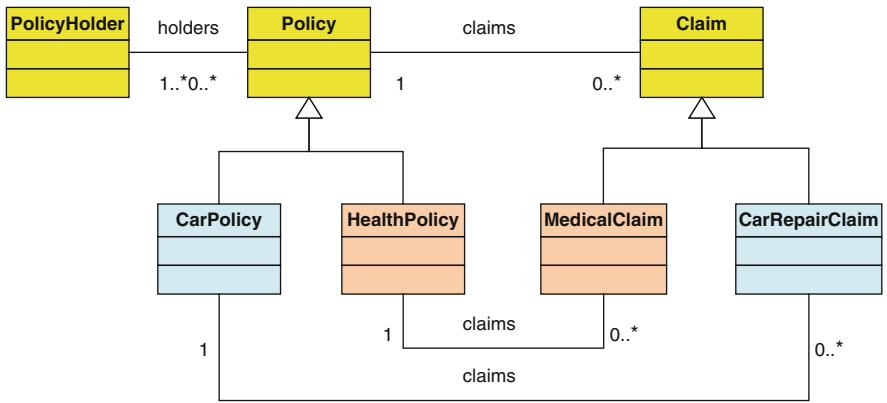 PolicyHolder
holders
Policy
claims
Claim
1..*0..*
1
0..*
CarPolicy
HealthPolicy
MedicalClaim
CarRepairClaim
1
claims
0..*
1
claims
0..*